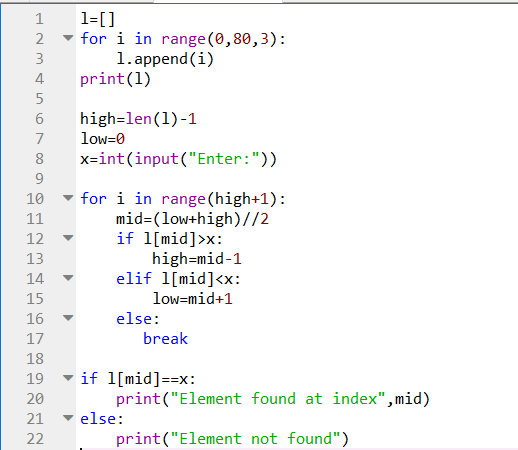 1 l=[]
2 for i in range(0,80,3):
3     l.append(i)
4 print(l)
5
6 high=len(l)-1
7 low=0
8 x=int(input("Enter:"))
9
10 for i in range(high+1):
11     mid=(low+high)//2
12     if l[mid]>x:
13         high=mid-1
14     elif l[mid]<x:
15         low=mid+1
16     else:
17        break
18
19 if l[mid]==x:
20     print("Element found at index",mid)
21 else:
22     print("Element not found")